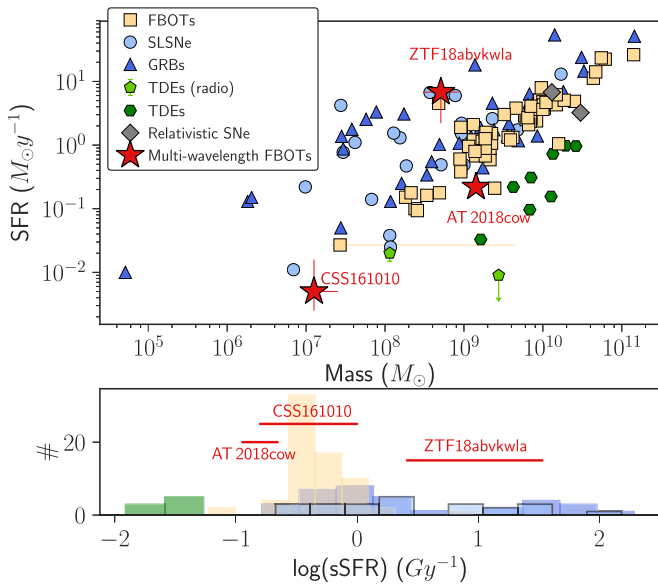 FBOTs
SLSNe
GRBs
TDEs (radio)
TDEs
Relativistic SNe
Multi-wavelength FBOTs
ZTF18abvkwla
AT 2018cow
CSS161010
SFR (M⊙y⁻¹)
10¹
10⁰
10⁻¹
10⁻²
10⁵ 10⁶ 10⁷ 10⁸ 10⁹ 10¹⁰ 10¹¹
Mass (M⊙)
CSS161010
AT 2018cow
ZTF18abvkwla
#
20
0
−2 −1 0 1 2
log(sSFR) (Gy⁻¹)